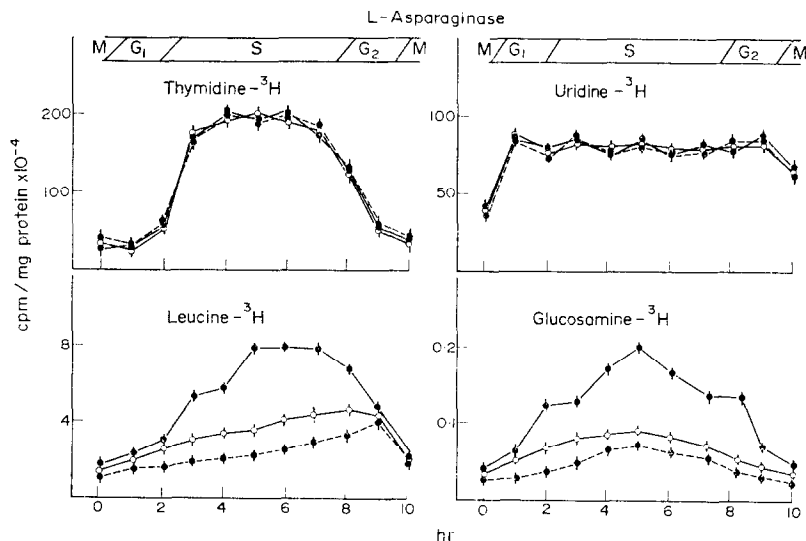 L-Asparaginase
M G₁ S G₂ M
M G₁ S G₂ M
Thymidine-³H
Uridine-³H
200
100
100
50
cpm / mg protein x10⁻⁴
Leucine-³H
Glucosamine-³H
8
4
0·2
0·1
0 2 4 6 8 10
0 2 4 6 8 10
hr